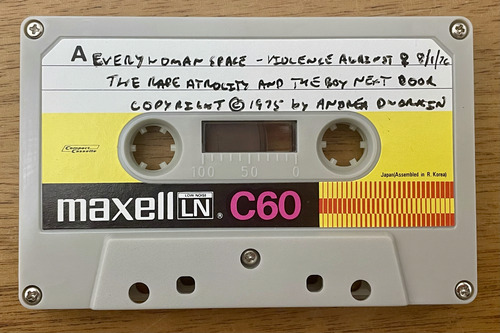 A EVERYWOMAN SPACE - VIOLENCE AGAINST ♀ 8/1/76
THE RAPE ATROCITY AND THE BOY NEXT DOOR
COPYRIGHT © 1975 by ANDREA DWORKIN
Compact Cassette
100 50 0
Japan(Assembled in R. Korea)
maxell LOW NOISE LN ® C60